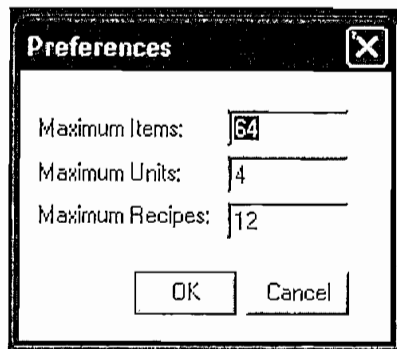 Preferences
Maximum Items: 64
Maximum Units: 4
Maximum Recipes: 12
OK Cancel